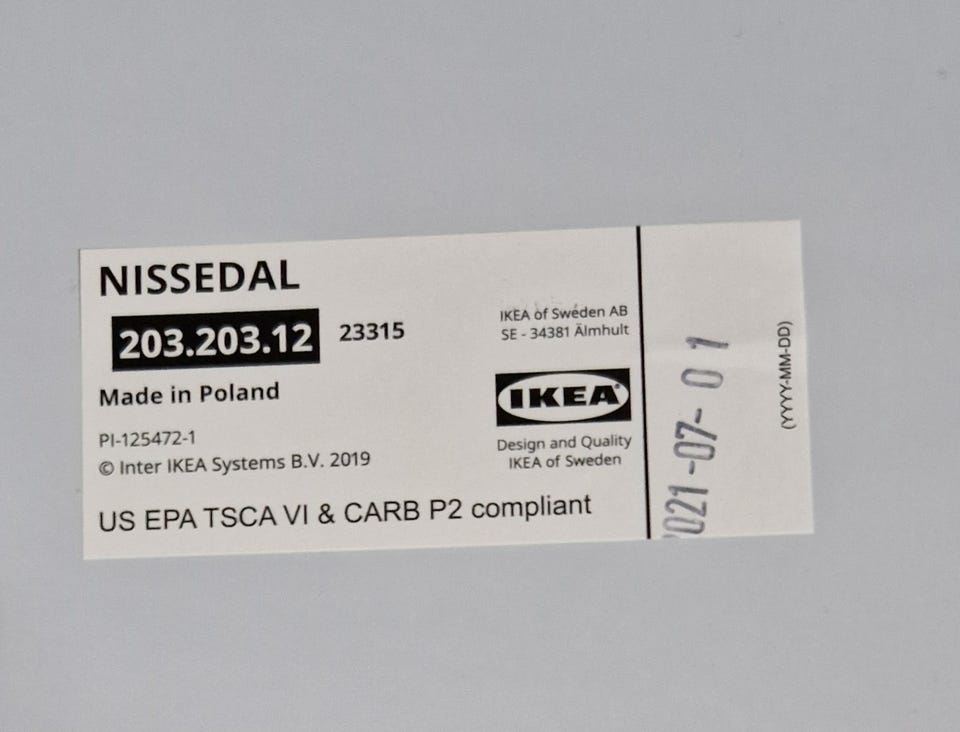 NISSEDAL
203.203.12 23315
Made in Poland
PI-125472-1
© Inter IKEA Systems B.V. 2019
US EPA TSCA VI & CARB P2 compliant
IKEA of Sweden AB
SE - 34381 Älmhult
IKEA®
Design and Quality
IKEA of Sweden
2021-07-01
(YYYY-MM-DD)